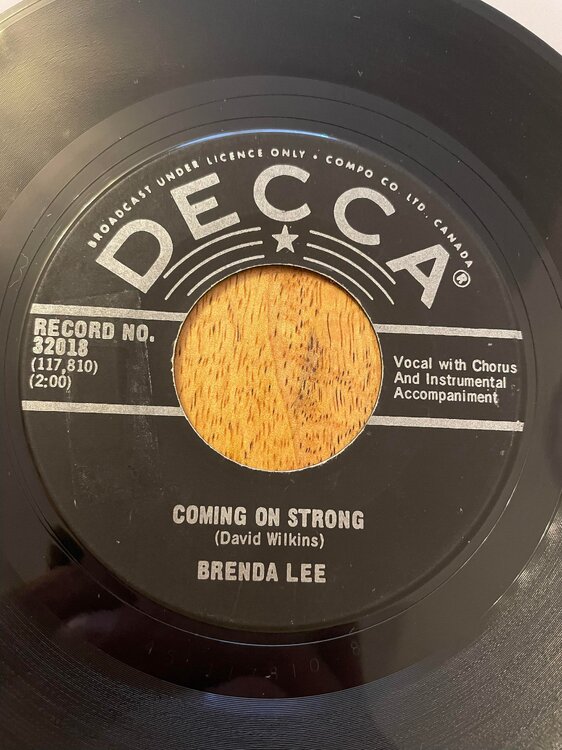 BROADCAST UNDER LICENCE ONLY • COMPO CO. LTD. CANADA
DECCA®
RECORD NO.
32018
(117,810)
(2:00)
Vocal with Chorus
And Instrumental
Accompaniment
COMING ON STRONG
(David Wilkins)
BRENDA LEE